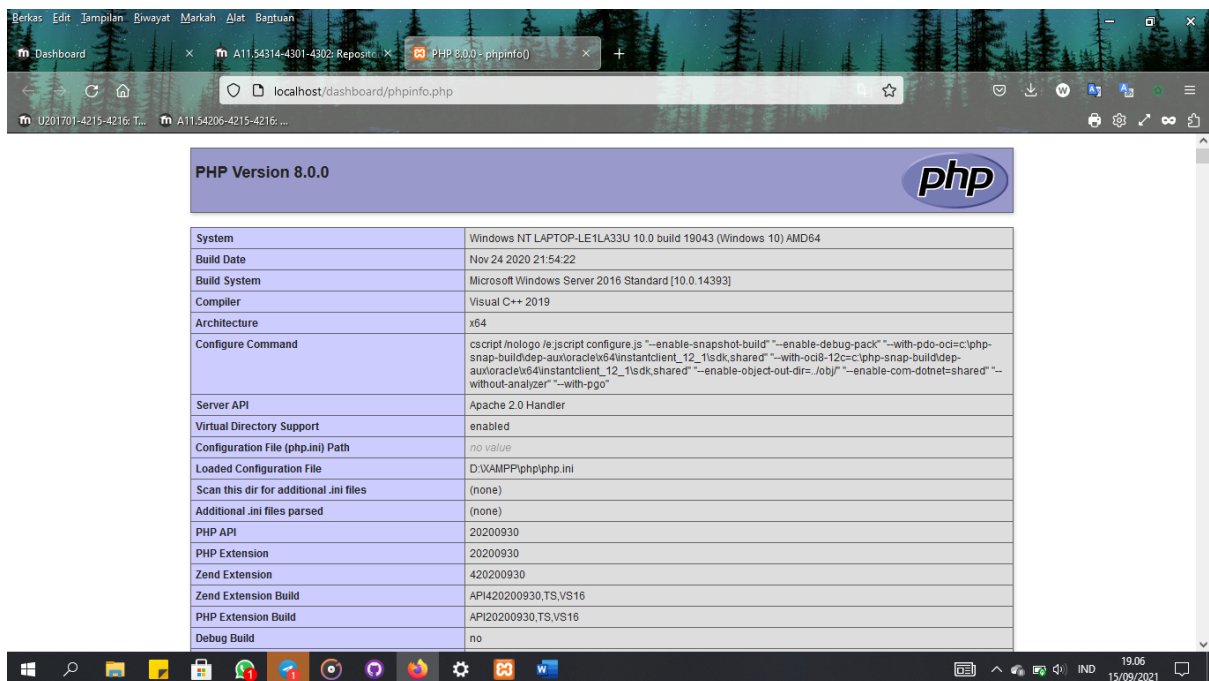 Berkas Edit Tampilan Riwayat Markah Alat Bantuan
Dashboard
A11.54314-4301-4302: Reposito
PHP 8.0.0 - phpinfo()
localhost/dashboard/phpinfo.php
U201701-4215-4216: T...
A11.54206-4215-4216: ...
PHP Version 8.0.0
php
System Windows NT LAPTOP-LE1LA33U 10.0 build 19043 (Windows 10) AMD64
Build Date Nov 24 2020 21:54:22
Build System Microsoft Windows Server 2016 Standard [10.0.14393]
Compiler Visual C++ 2019
Architecture x64
Configure Command cscript /nologo /e:jscript configure.js "--enable-snapshot-build" "--enable-debug-pack" "--with-pdo-oci=c:\php-
snap-build\dep-aux\oracle\x64\instantclient_12_1\sdk,shared" "--with-oci8-12c=c:\php-snap-build\dep-
aux\oracle\x64\instantclient_12_1\sdk,shared" "--enable-object-out-dir=../obj/" "--enable-com-dotnet=shared" "--
without-analyzer" "--with-pgo"
Server API Apache 2.0 Handler
Virtual Directory Support enabled
Configuration File (php.ini) Path no value
Loaded Configuration File D:\XAMPP\php\php.ini
Scan this dir for additional .ini files (none)
Additional .ini files parsed (none)
PHP API 20200930
PHP Extension 20200930
Zend Extension 420200930
Zend Extension Build API420200930,TS,VS16
PHP Extension Build API20200930,TS,VS16
Debug Build no
IND
19.06
15/09/2021